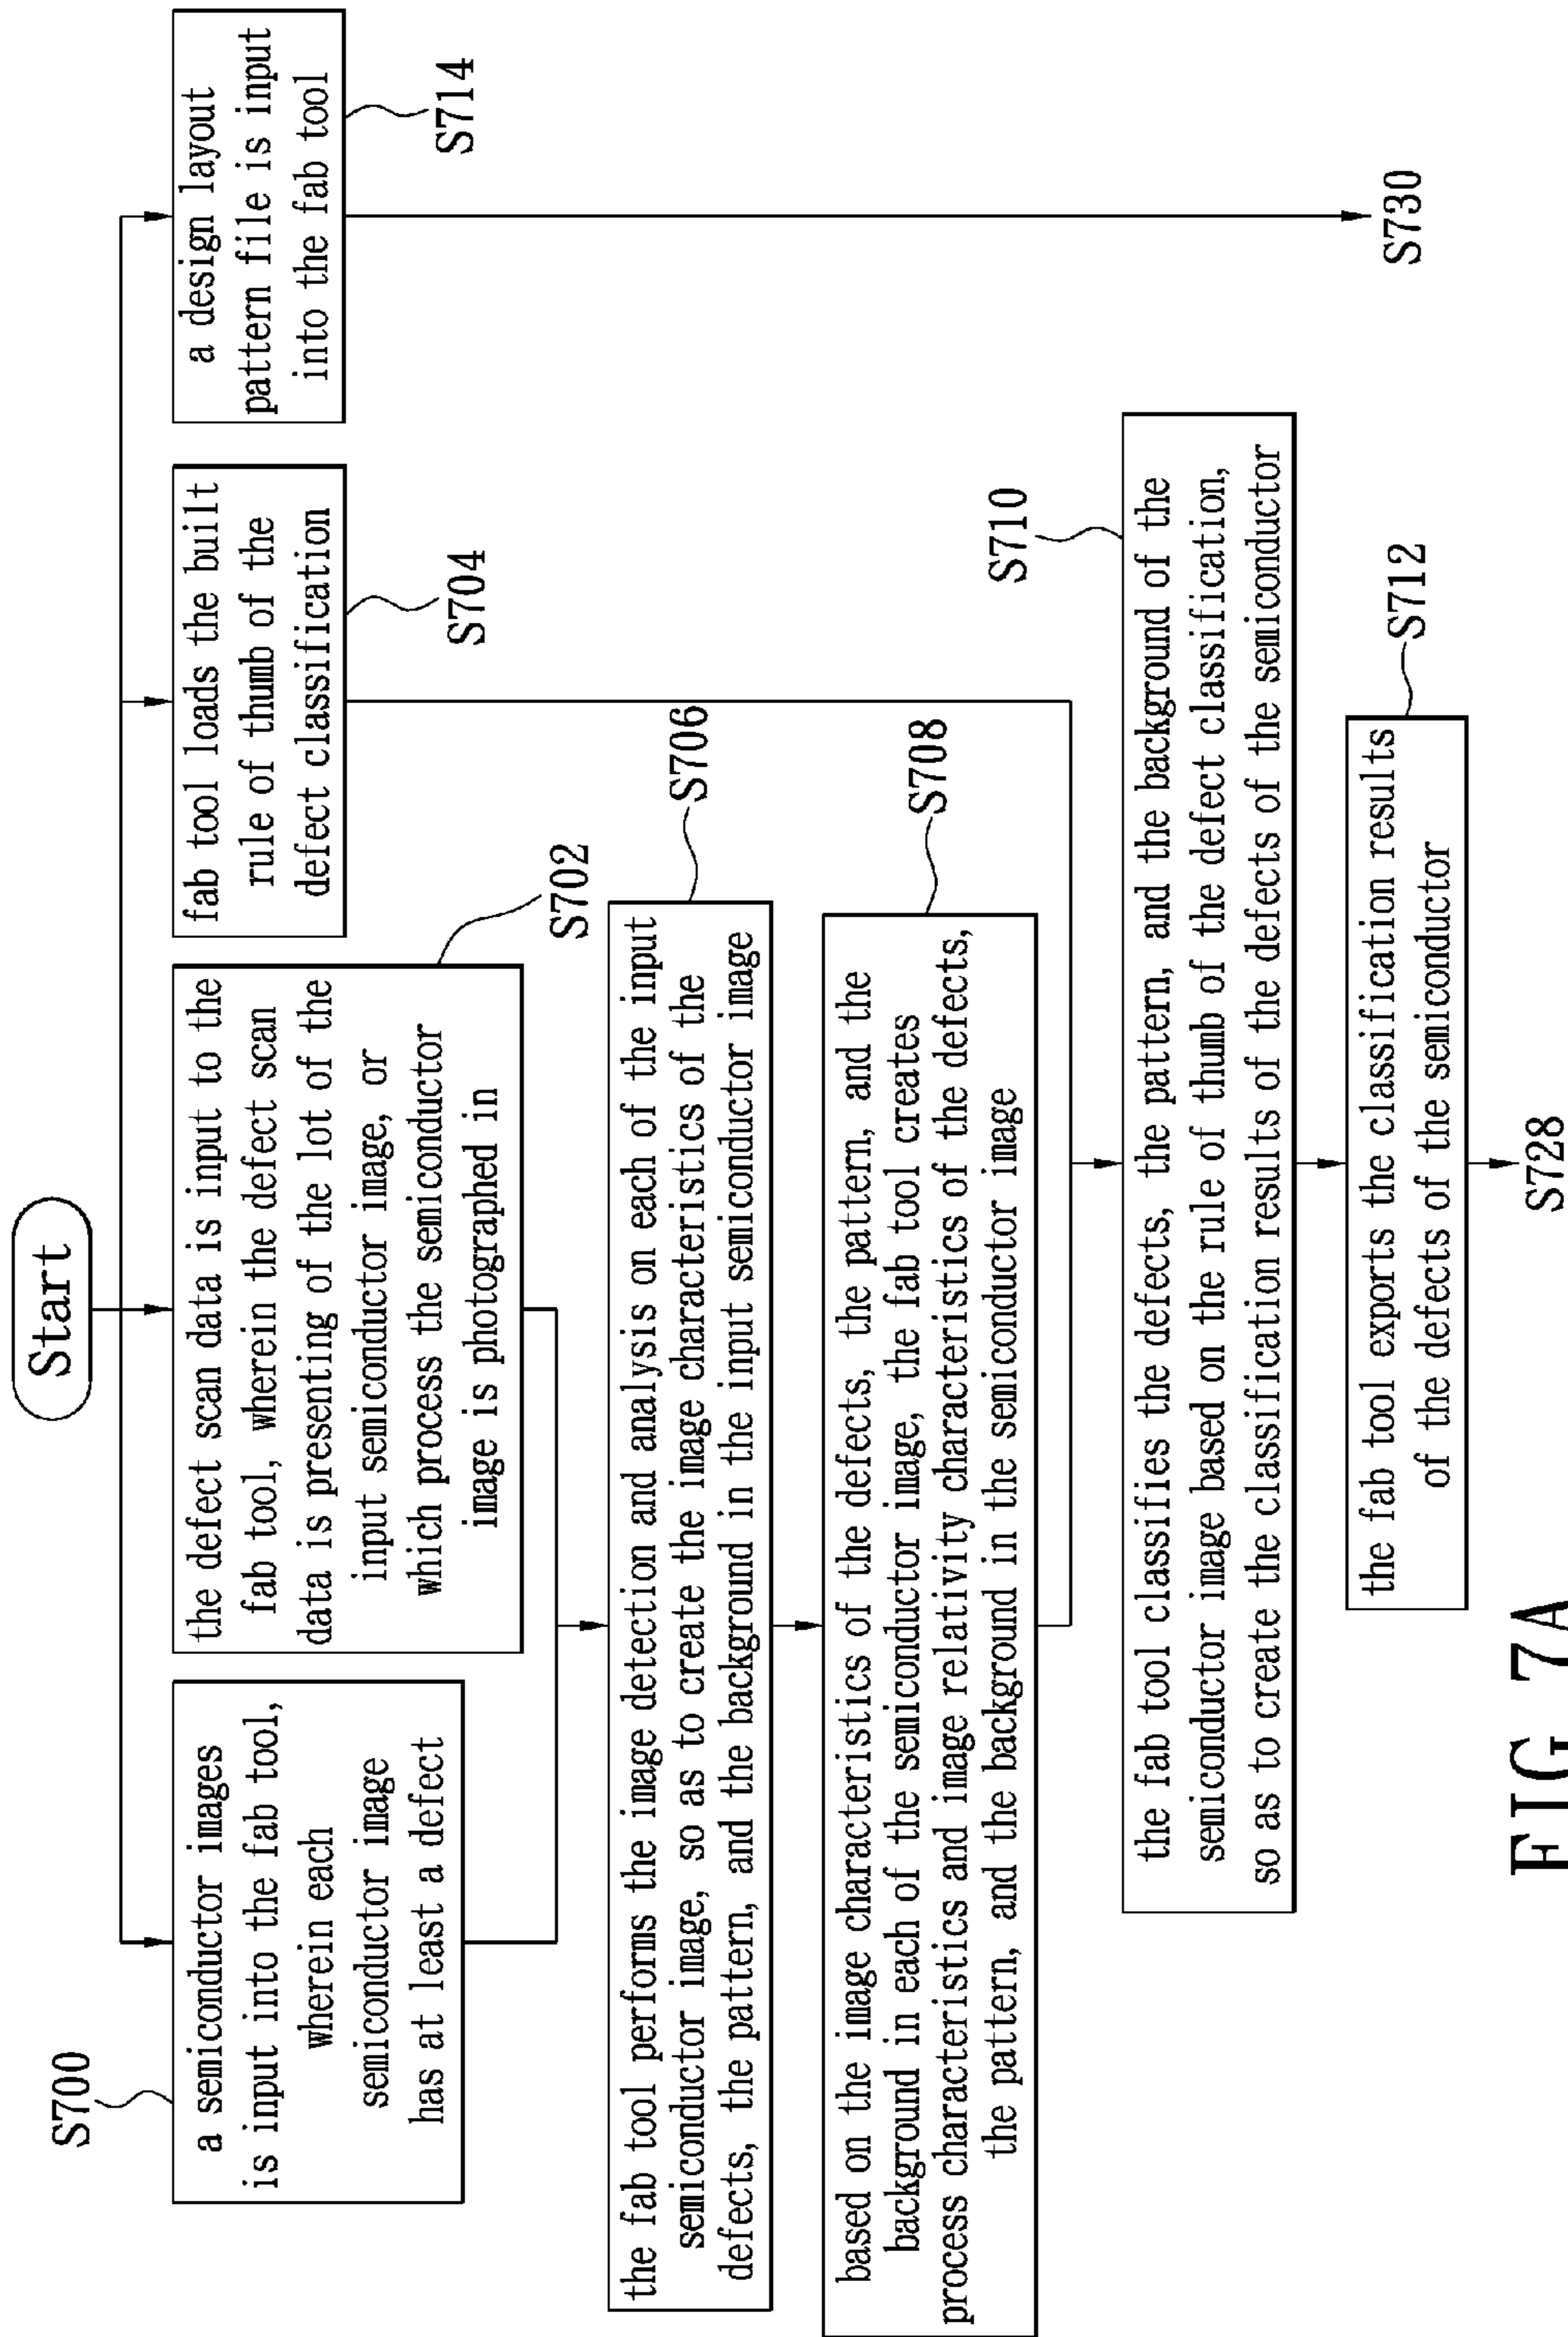 Start
S700
a semiconductor images
is input into the fab tool,
wherein each
semiconductor image
has at least a defect
the defect scan data is input to the
fab tool, wherein the defect scan
data is presenting of the lot of the
input semiconductor image, or
which process the semiconductor
image is photographed in
S702
fab tool loads the built
rule of thumb of the
defect classification
S704
a design layout
pattern file is input
into the fab tool
S714
the fab tool performs the image detection and analysis on each of the input
semiconductor image, so as to create the image characteristics of the
defects, the pattern, and the background in the input semiconductor image
S706
based on the image characteristics of the defects, the pattern, and the
background in each of the semiconductor image, the fab tool creates
process characteristics and image relativity characteristics of the defects,
the pattern, and the background in the semiconductor image
S708
the fab tool classifies the defects, the pattern, and the background of the
semiconductor image based on the rule of thumb of the defect classification,
so as to create the classification results of the defects of the semiconductor
S710
the fab tool exports the classification results
of the defects of the semiconductor
S712
S728
S730
FIG 7A